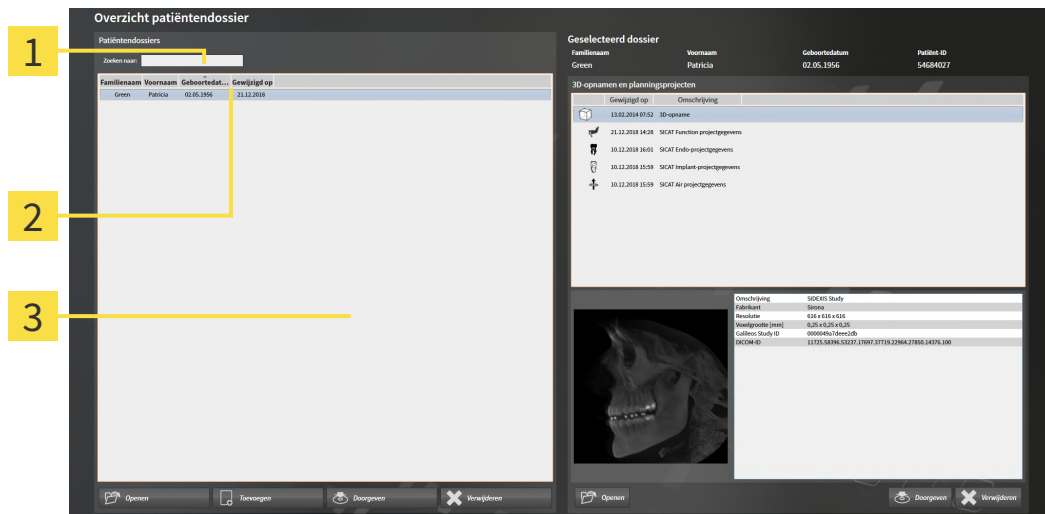 Overzicht patiëntendossier
1
2
3
Patiëntendossiers
Zoeken naar:
Familienaam Voornaam Geboortedat... Gewijzigd op
Green Patricia 02.05.1956 21.12.2018
Openen Toevoegen Doorgeven Verwijderen
Geselecteerd dossier
Familienaam Voornaam Geboortedatum Patiënt-ID
Green Patricia 02.05.1956 54684027
3D-opnamen en planningsprojecten
Gewijzigd op Omschrijving
13.02.2014 07:52 3D-opname
21.12.2018 14:28 SICAT Function projectgegevens
10.12.2018 16:01 SICAT Endo-projectgegevens
10.12.2018 15:59 SICAT Implant-projectgegevens
10.12.2018 15:59 SICAT Air projectgegevens
Omschrijving SIDEXIS Study
Fabrikant Sirona
Resolutie 616 x 616 x 616
Voxelgrootte [mm] 0,25 x 0,25 x 0,25
Galileos Study ID 0000049a7deee2db
DICOM-ID 11725.58396.53237.17697.37719.22964.27850.14376.100
Openen Doorgeven Verwijderen